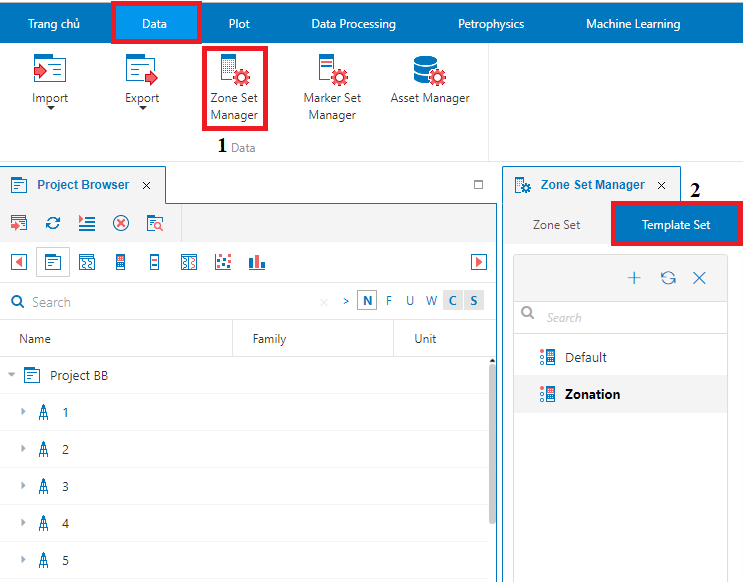 Trang chủ Data Plot Data Processing Petrophysics Machine Learning
Import Export Zone Set Manager Marker Set Manager Asset Manager
1 Data
Project Browser × Zone Set Manager × 2
Zone Set Template Set
Search × > N F U W C S
Search
Name Family Unit
Default
Project BB
Zonation
1
2
3
4
5